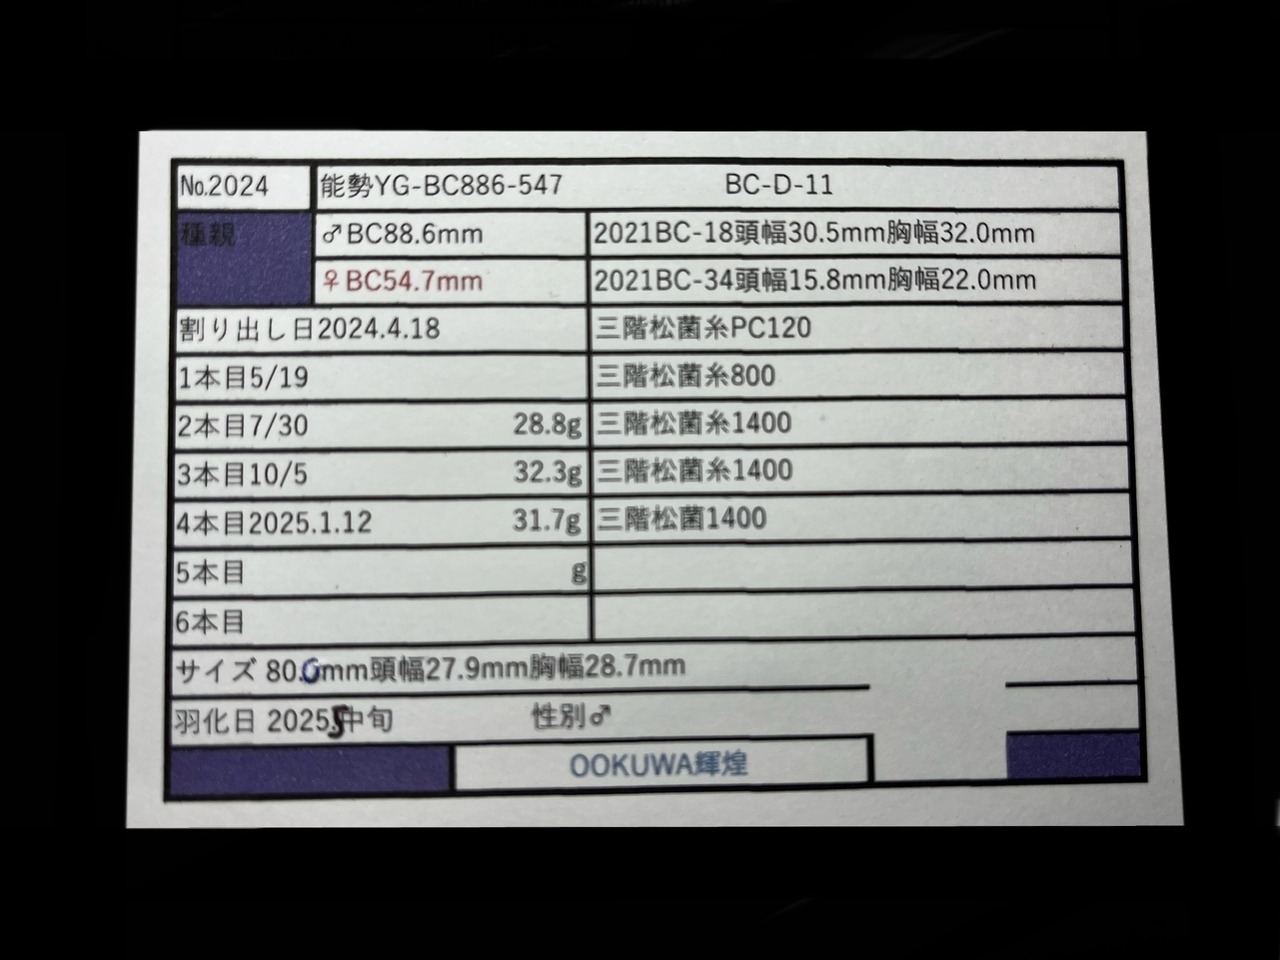 No.2024 能勢YG-BC886-547 BC-D-11
種親 ♂BC88.6mm 2021BC-18頭幅30.5mm胸幅32.0mm
♀BC54.7mm 2021BC-34頭幅15.8mm胸幅22.0mm
割り出し日2024.4.18 三階松菌糸PC120
1本目5/19 三階松菌糸800
2本目7/30 28.8g 三階松菌糸1400
3本目10/5 32.3g 三階松菌糸1400
4本目2025.1.12 31.7g 三階松菌1400
5本目 g
6本目
サイズ 80.0mm頭幅27.9mm胸幅28.7mm
羽化日 2025.5中旬 性別♂
OOKUWA輝煌